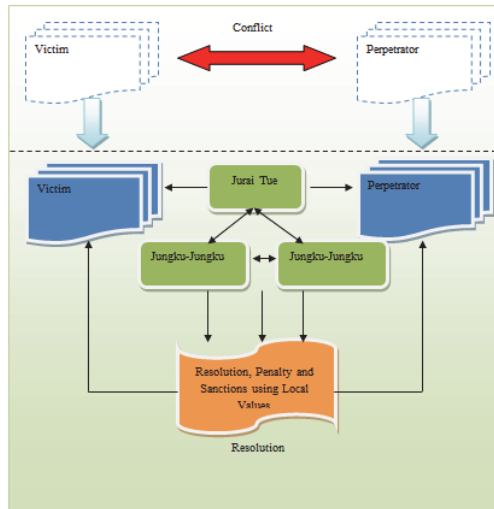 Conflict
Victim
Perpetrator
Victim
Jurai Tue
Perpetrator
Jungku-Jungku
Jungku-Jungku
Resolution, Penalty and
Sanctions using Local
Values
Resolution